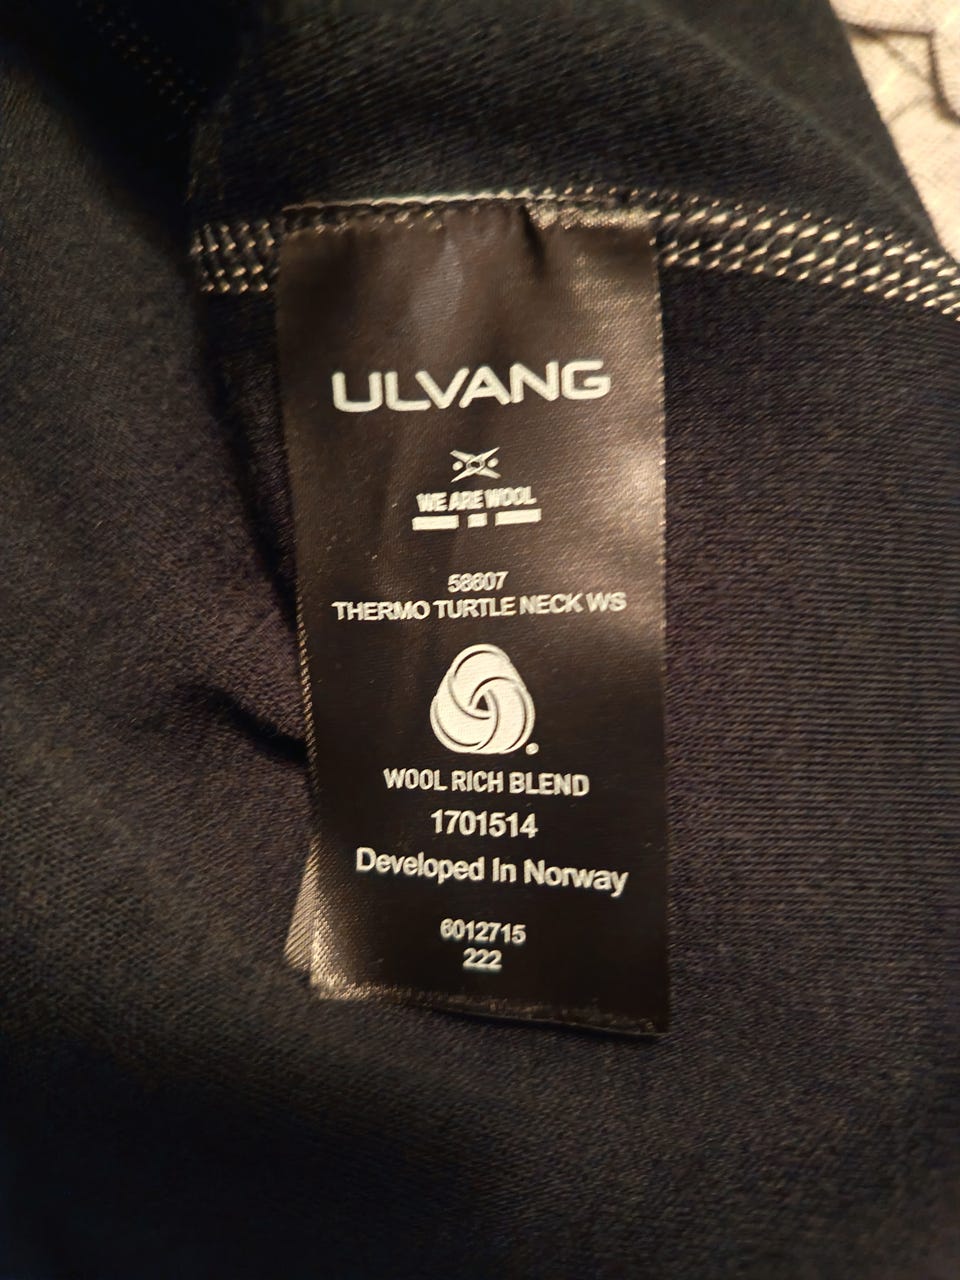 ULVANG
WE ARE WOOL
58607
THERMO TURTLE NECK WS
WOOL RICH BLEND
1701514
Developed In Norway
6012715
222